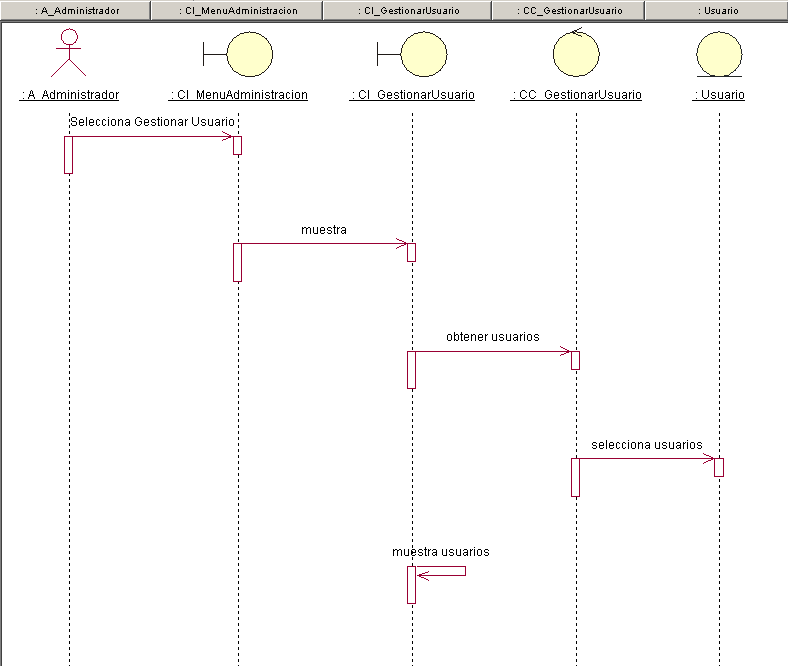 : A_Administrador
: CI_MenuAdministracion
: CI_GestionarUsuario
: CC_GestionarUsuario
: Usuario
: A_Administrador
: CI_MenuAdministracion
: CI_GestionarUsuario
: CC_GestionarUsuario
: Usuario
Selecciona Gestionar Usuario
muestra
obtener usuarios
selecciona usuarios
muestra usuarios